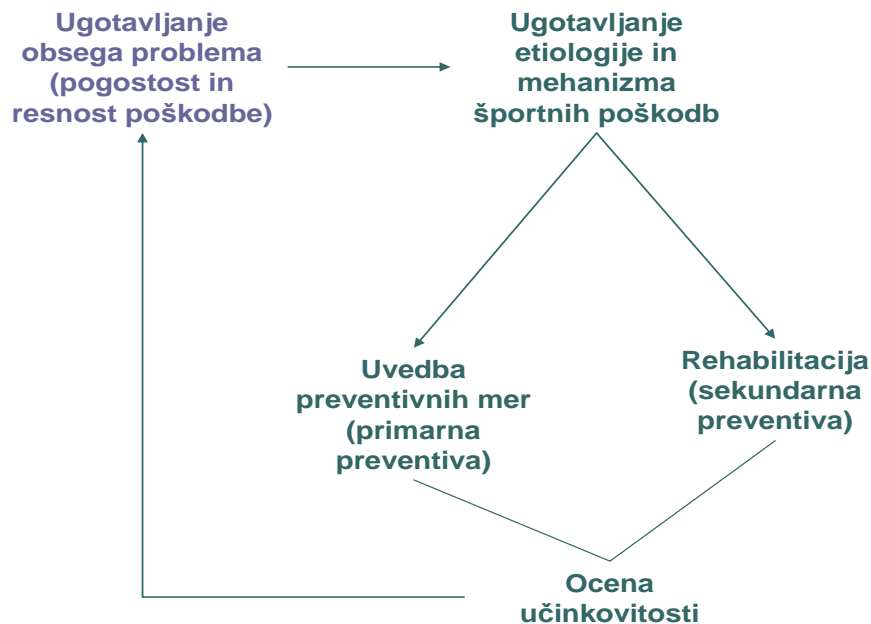 Ugotavljanje
obsega problema
(pogostost in
resnost poškodbe)
Ugotavljanje
etiologije in
mehanizma
športnih poškodb
Uvedba
preventivnih mer
(primarna
preventiva)
Rehabilitacija
(sekundarna
preventiva)
Ocena
učinkovitosti